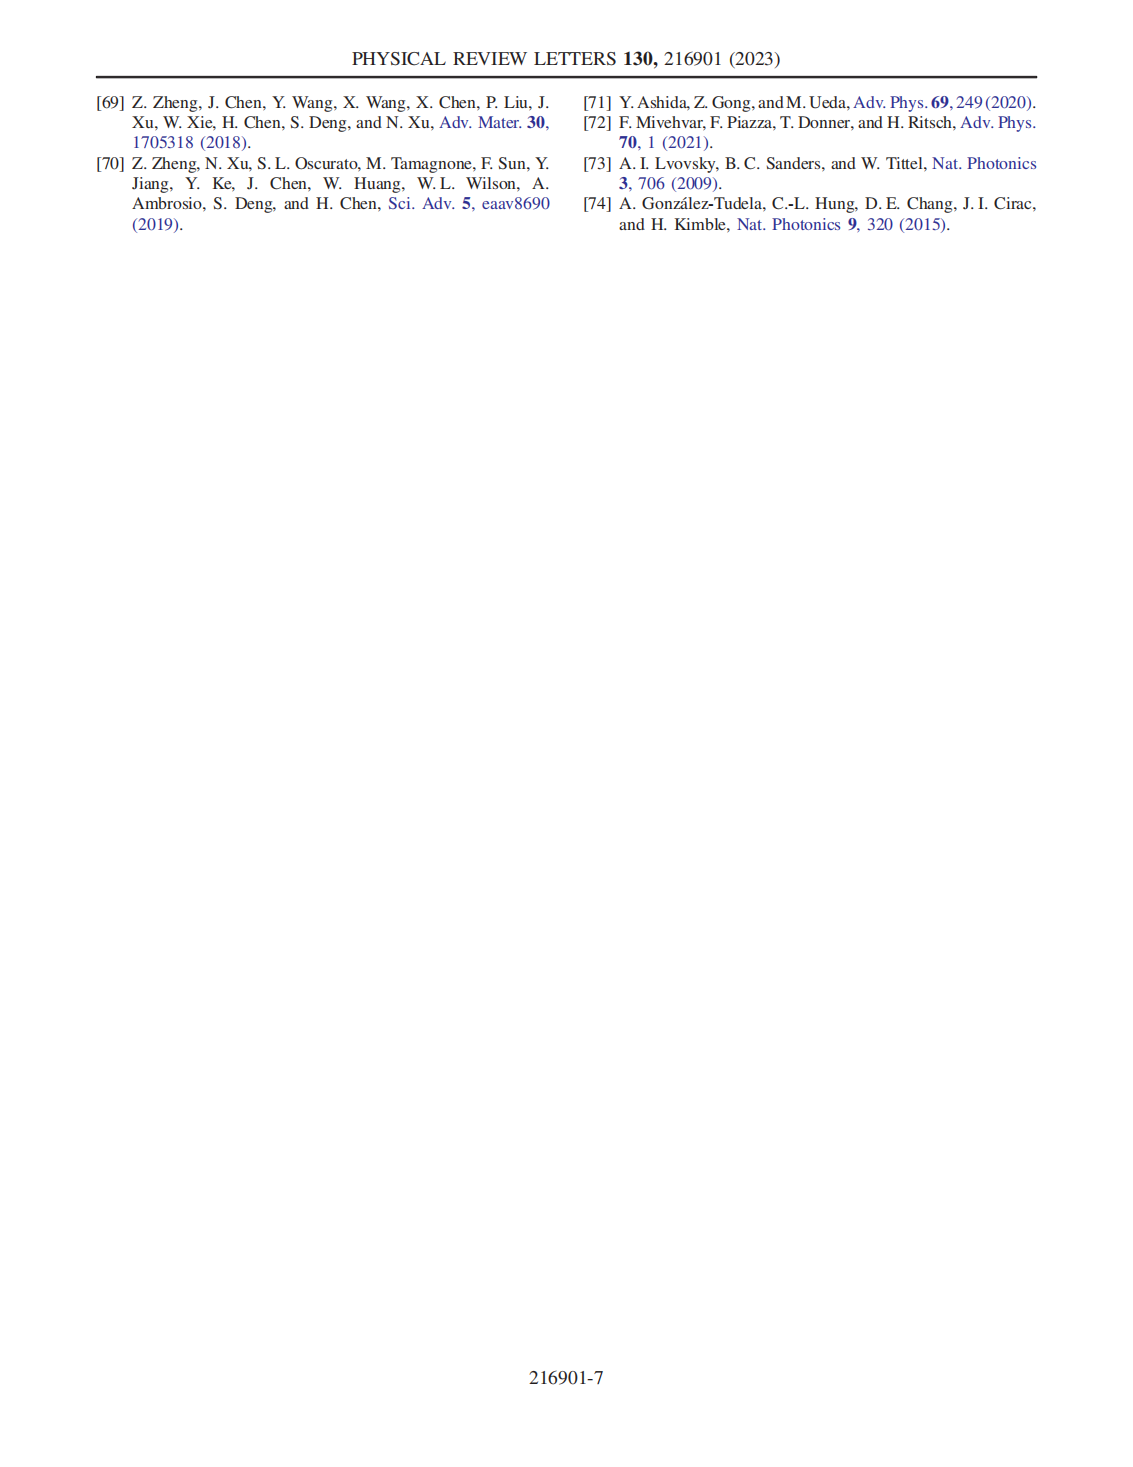 PHYSICAL REVIEW LETTERS 130, 216901 (2023)
[69] Z. Zheng, J. Chen, Y. Wang, X. Wang, X. Chen, P. Liu, J.
Xu, W. Xie, H. Chen, S. Deng, and N. Xu, Adv. Mater. 30,
1705318 (2018).
[70] Z. Zheng, N. Xu, S. L. Oscurato, M. Tamagnone, F. Sun, Y.
Jiang, Y. Ke, J. Chen, W. Huang, W. L. Wilson, A.
Ambrosio, S. Deng, and H. Chen, Sci. Adv. 5, eaav8690
(2019).
[71] Y. Ashida, Z. Gong, and M. Ueda, Adv. Phys. 69, 249 (2020).
[72] F. Mivehvar, F. Piazza, T. Donner, and H. Ritsch, Adv. Phys.
70, 1 (2021).
[73] A. I. Lvovsky, B. C. Sanders, and W. Tittel, Nat. Photonics
3, 706 (2009).
[74] A. González-Tudela, C.-L. Hung, D. E. Chang, J. I. Cirac,
and H. Kimble, Nat. Photonics 9, 320 (2015).
216901-7